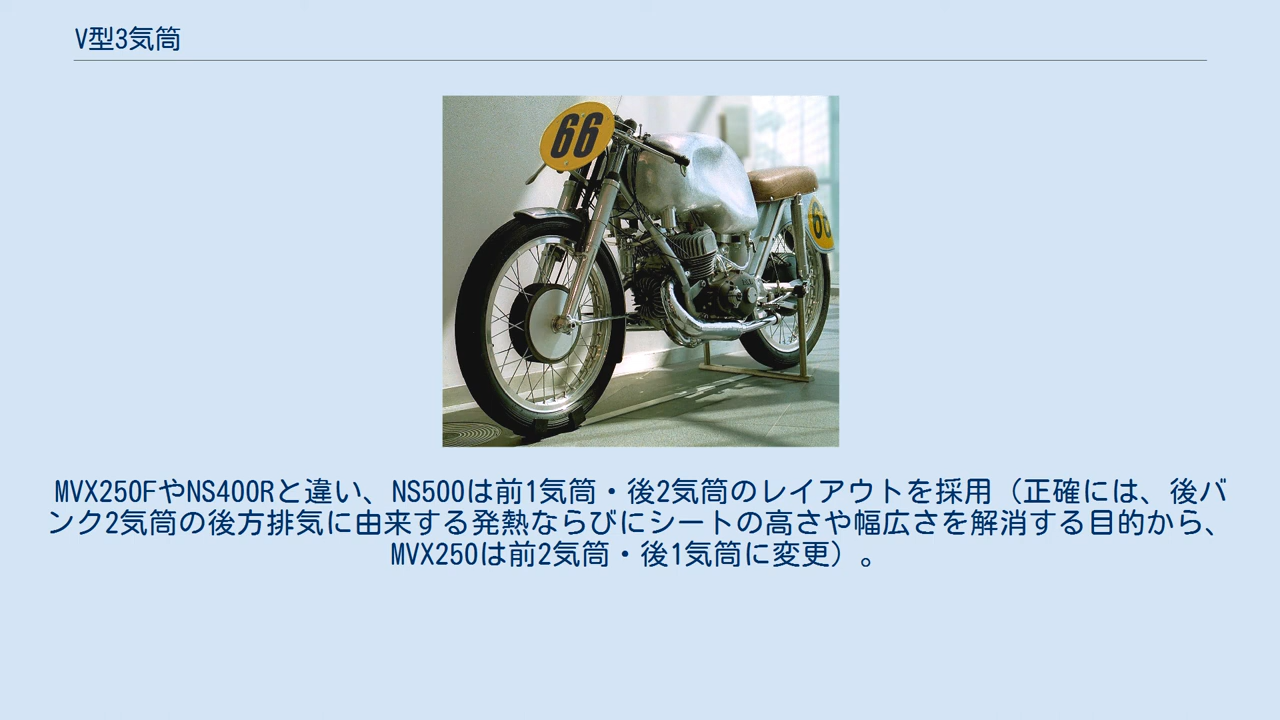 V型3気筒
66
66
MVX250FやNS400Rと違い、NS500は前1気筒・後2気筒のレイアウトを採用（正確には、後バ
ンク2気筒の後方排気に由来する発熱ならびにシートの高さや幅広さを解消する目的から、
MVX250は前2気筒・後1気筒に変更）。